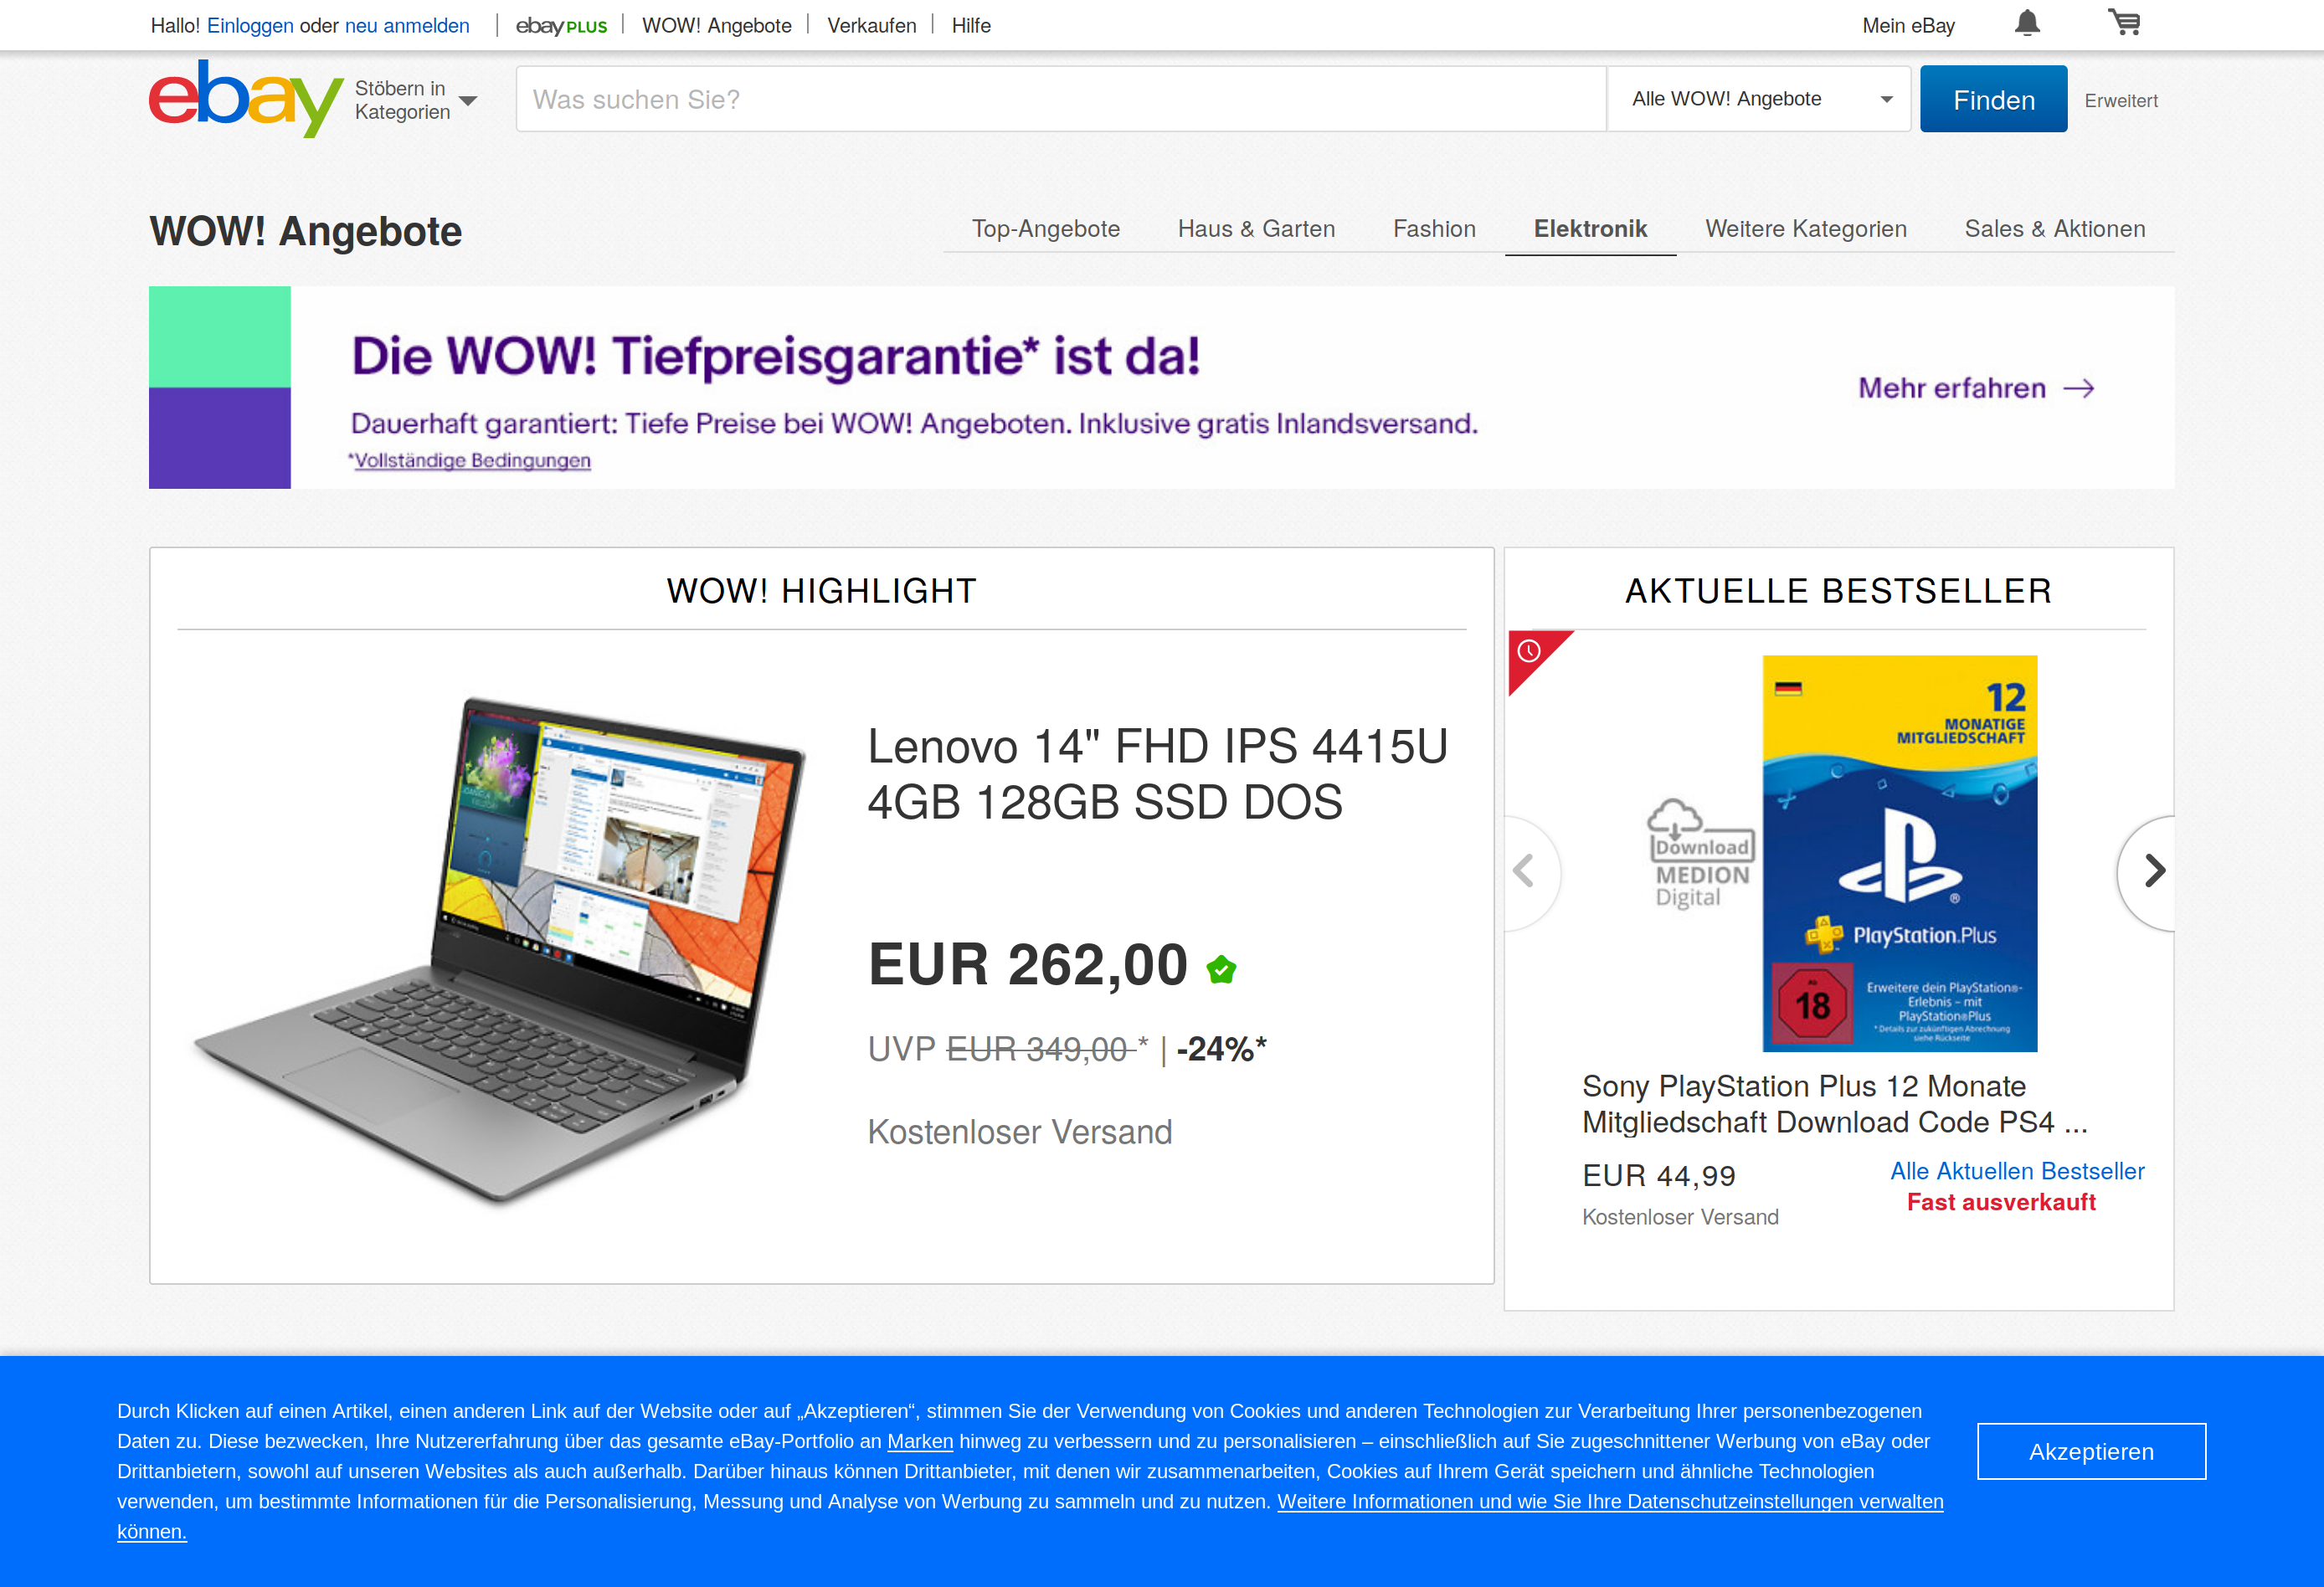 Hallo! Einloggen oder neu anmelden
ebay PLUS
WOW! Angebote
Verkaufen
Hilfe
Mein eBay
ebay
Stöbern in
Kategorien
Was suchen Sie?
Alle WOW! Angebote
Finden
Erweitert
WOW! Angebote
Top-Angebote
Haus & Garten
Fashion
Elektronik
Weitere Kategorien
Sales & Aktionen
Die WOW! Tiefpreisgarantie* ist da!
Dauerhaft garantiert: Tiefe Preise bei WOW! Angeboten. Inklusive gratis Inlandsversand.
*Vollständige Bedingungen
Mehr erfahren
WOW! HIGHLIGHT
Lenovo 14" FHD IPS 4415U
4GB 128GB SSD DOS
EUR 262,00
UVP EUR 349,00 * | -24%*
Kostenloser Versand
AKTUELLE BESTSELLER
12
MONATIGE
MITGLIEDSCHAFT
Download
MEDION
Digital
®
PlayStation.Plus
18
Erweitere dein PlayStation®-
Erlebnis – mit
PlayStation®Plus
* Details zur zukünftigen Abrechnung
siehe Rückseite
Sony PlayStation Plus 12 Monate
Mitgliedschaft Download Code PS4 ...
EUR 44,99
Kostenloser Versand
Alle Aktuellen Bestseller
Fast ausverkauft
Durch Klicken auf einen Artikel, einen anderen Link auf der Website oder auf „Akzeptieren“, stimmen Sie der Verwendung von Cookies und anderen Technologien zur Verarbeitung Ihrer personenbezogenen
Daten zu. Diese bezwecken, Ihre Nutzererfahrung über das gesamte eBay-Portfolio an Marken hinweg zu verbessern und zu personalisieren – einschließlich auf Sie zugeschnittener Werbung von eBay oder
Drittanbietern, sowohl auf unseren Websites als auch außerhalb. Darüber hinaus können Drittanbieter, mit denen wir zusammenarbeiten, Cookies auf Ihrem Gerät speichern und ähnliche Technologien
verwenden, um bestimmte Informationen für die Personalisierung, Messung und Analyse von Werbung zu sammeln und zu nutzen. Weitere Informationen und wie Sie Ihre Datenschutzeinstellungen verwalten
können.
Akzeptieren